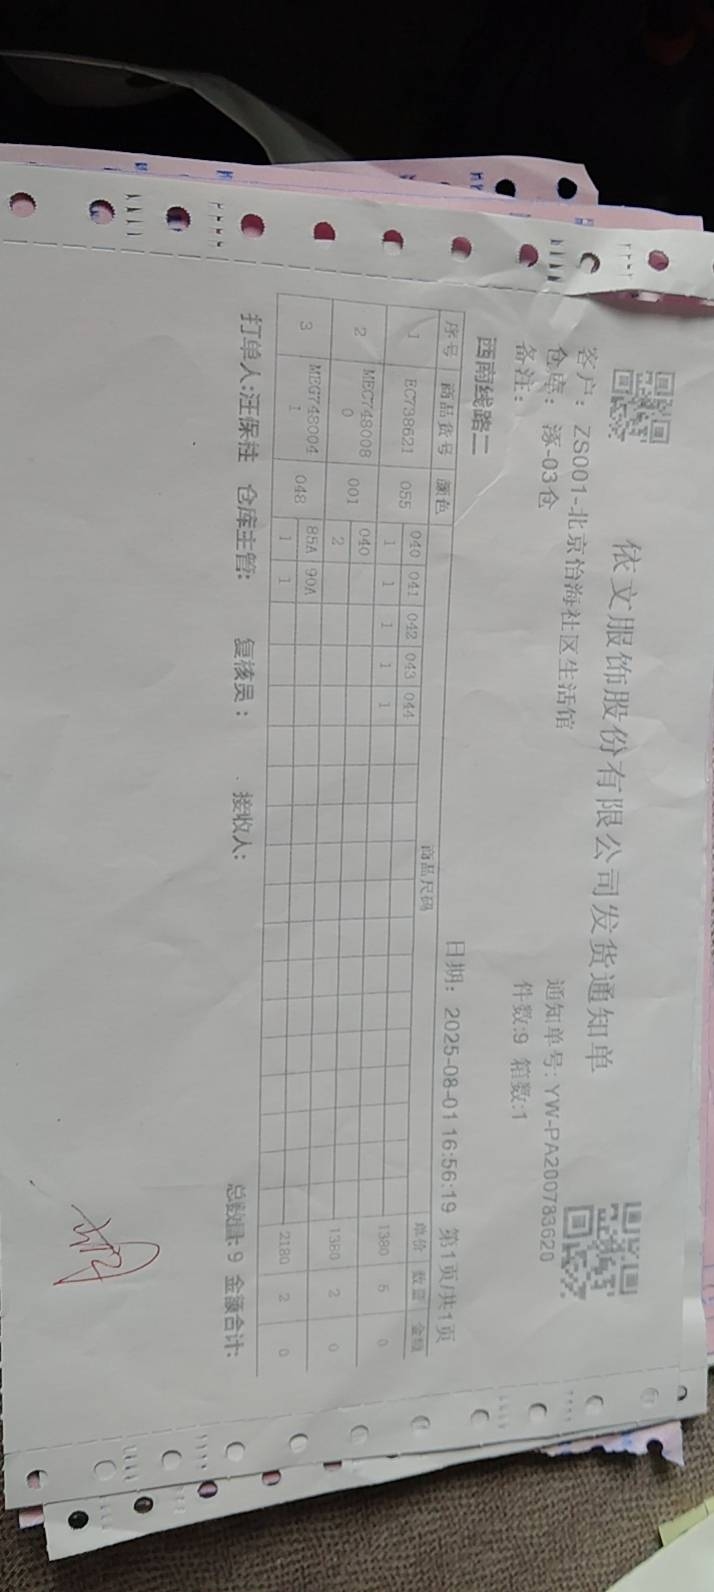 依文服饰股份有限公司发货通知单
客户: ZS001-北京怡海社区生活馆 通知单号: YW-PA200783620
仓库: 涿-03仓 件数:9 箱数:1
备注:
西南线路二 日期: 2025-08-01 16:56:19 第1页/共1页
序号 商品货号 颜色 商品尺码 单价 数量 金额
040 041 042 043 044
1 EC738621 055 1 1 1 1 1 1380 5 0
040
2 MEC7480080 001 2 1380 2 0
85A 90A
3 MEG7480041 048 1 1 2180 2 0
打单人:汪保社 仓库主管: 复核员: 接收人: 总数量:9 金额合计: